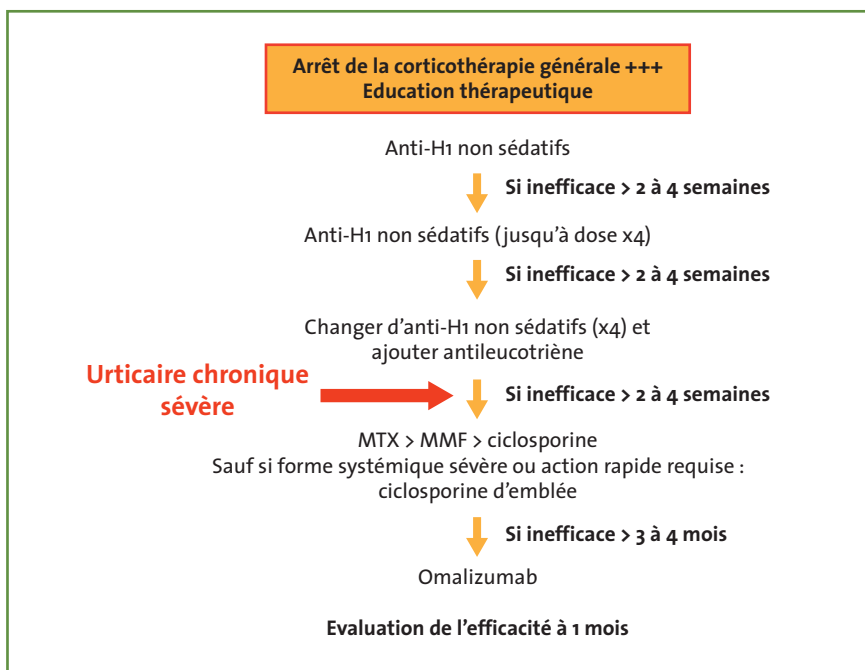 Arrêt de la corticothérapie générale +++
Education thérapeutique
Anti-H1 non sédatifs
Si inefficace > 2 à 4 semaines
Anti-H1 non sédatifs (jusqu'à dose x4)
Si inefficace > 2 à 4 semaines
Changer d'anti-H1 non sédatifs (x4) et
ajouter antileucotriène
Urticaire chronique
sévère
Si inefficace > 2 à 4 semaines
MTX > MMF > ciclosporine
Sauf si forme systémique sévère ou action rapide requise :
ciclosporine d'emblée
Si inefficace > 3 à 4 mois
Omalizumab
Evaluation de l'efficacité à 1 mois